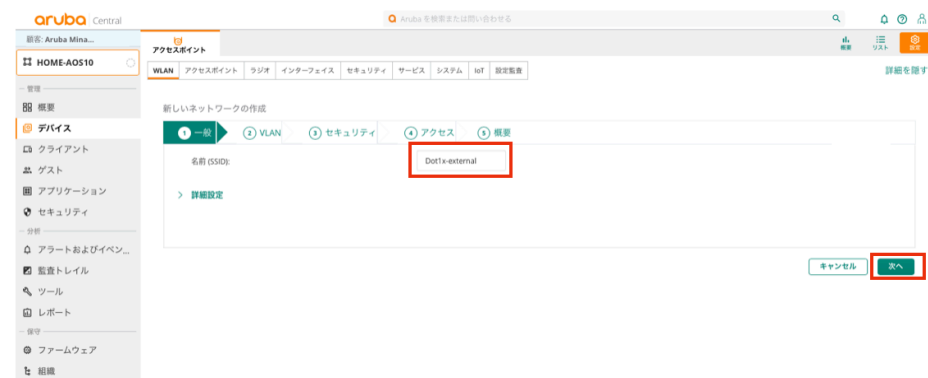 aruba Central
Aruba を検索または問い合わせる
顧客: Aruba Mina...
アクセスポイント
概要
リスト
設定
HOME-AOS10
WLAN アクセスポイント ラジオ インターフェイス セキュリティ サービス システム IoT 設定監査
詳細を隠す
管理
概要
デバイス
クライアント
ゲスト
アプリケーション
セキュリティ
分析
アラートおよびイベン...
監査トレイル
ツール
レポート
保守
ファームウェア
組織
新しいネットワークの作成
1 一般 2 VLAN 3 セキュリティ 4 アクセス 5 概要
名前 (SSID): Dot1x-external
> 詳細設定
キャンセル 次へ